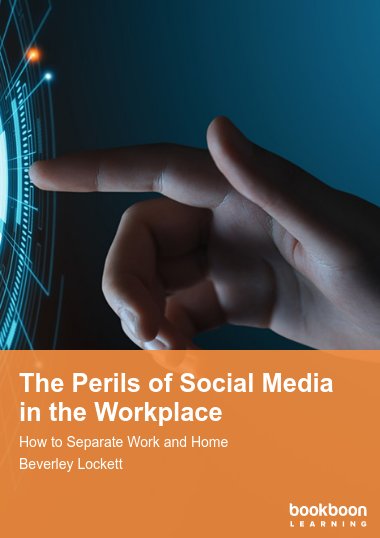 The Perils of Social Media
in the Workplace
How to Separate Work and Home
Beverley Lockett
bookboon
LEARNING